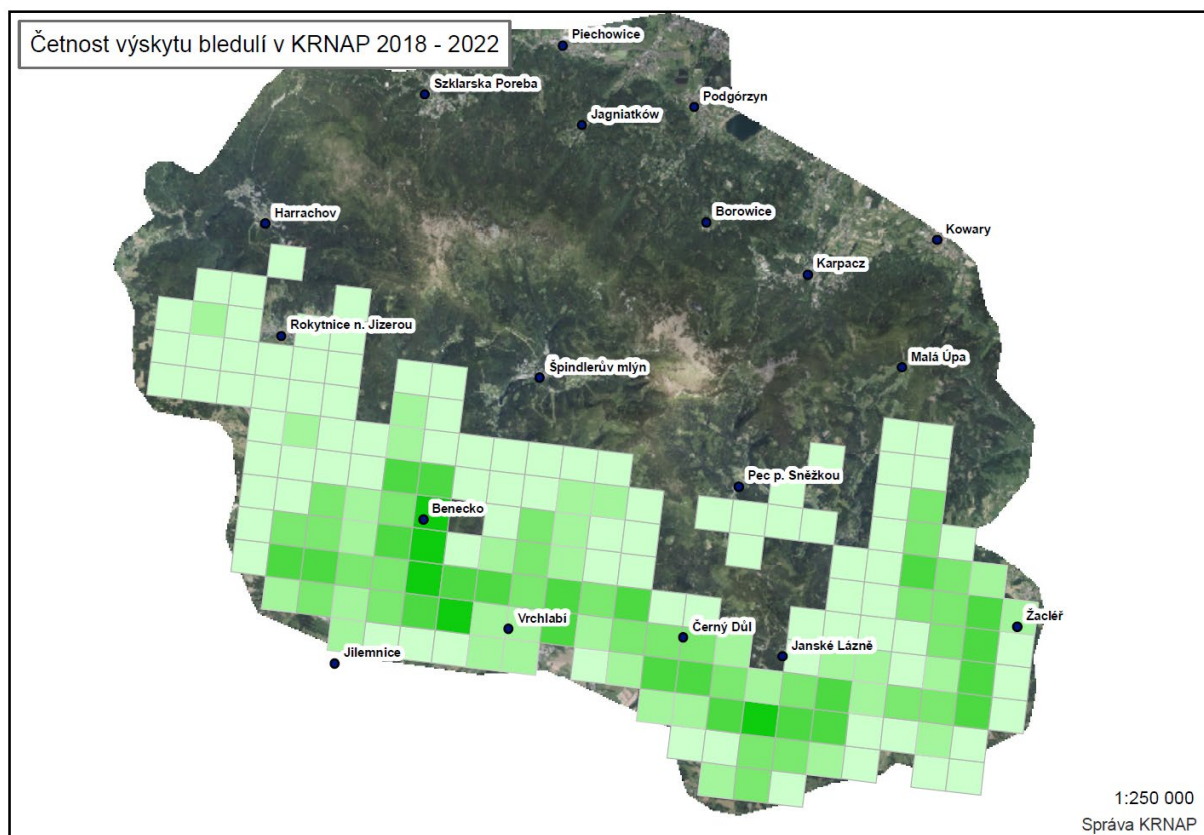 Četnost výskytu bledulí v KRNAP 2018 - 2022
Piechowice
Szklarska Poreba
Podgórzyn
Jagniatków
Harrachov
Borowice
Kowary
Karpacz
Rokytnice n. Jizerou
Špindlerův mlýn
Malá Úpa
Pec p. Sněžkou
Benecko
Vrchlabí
Žacléř
Černý Důl
Janské Lázně
Jilemnice
1:250 000
Správa KRNAP